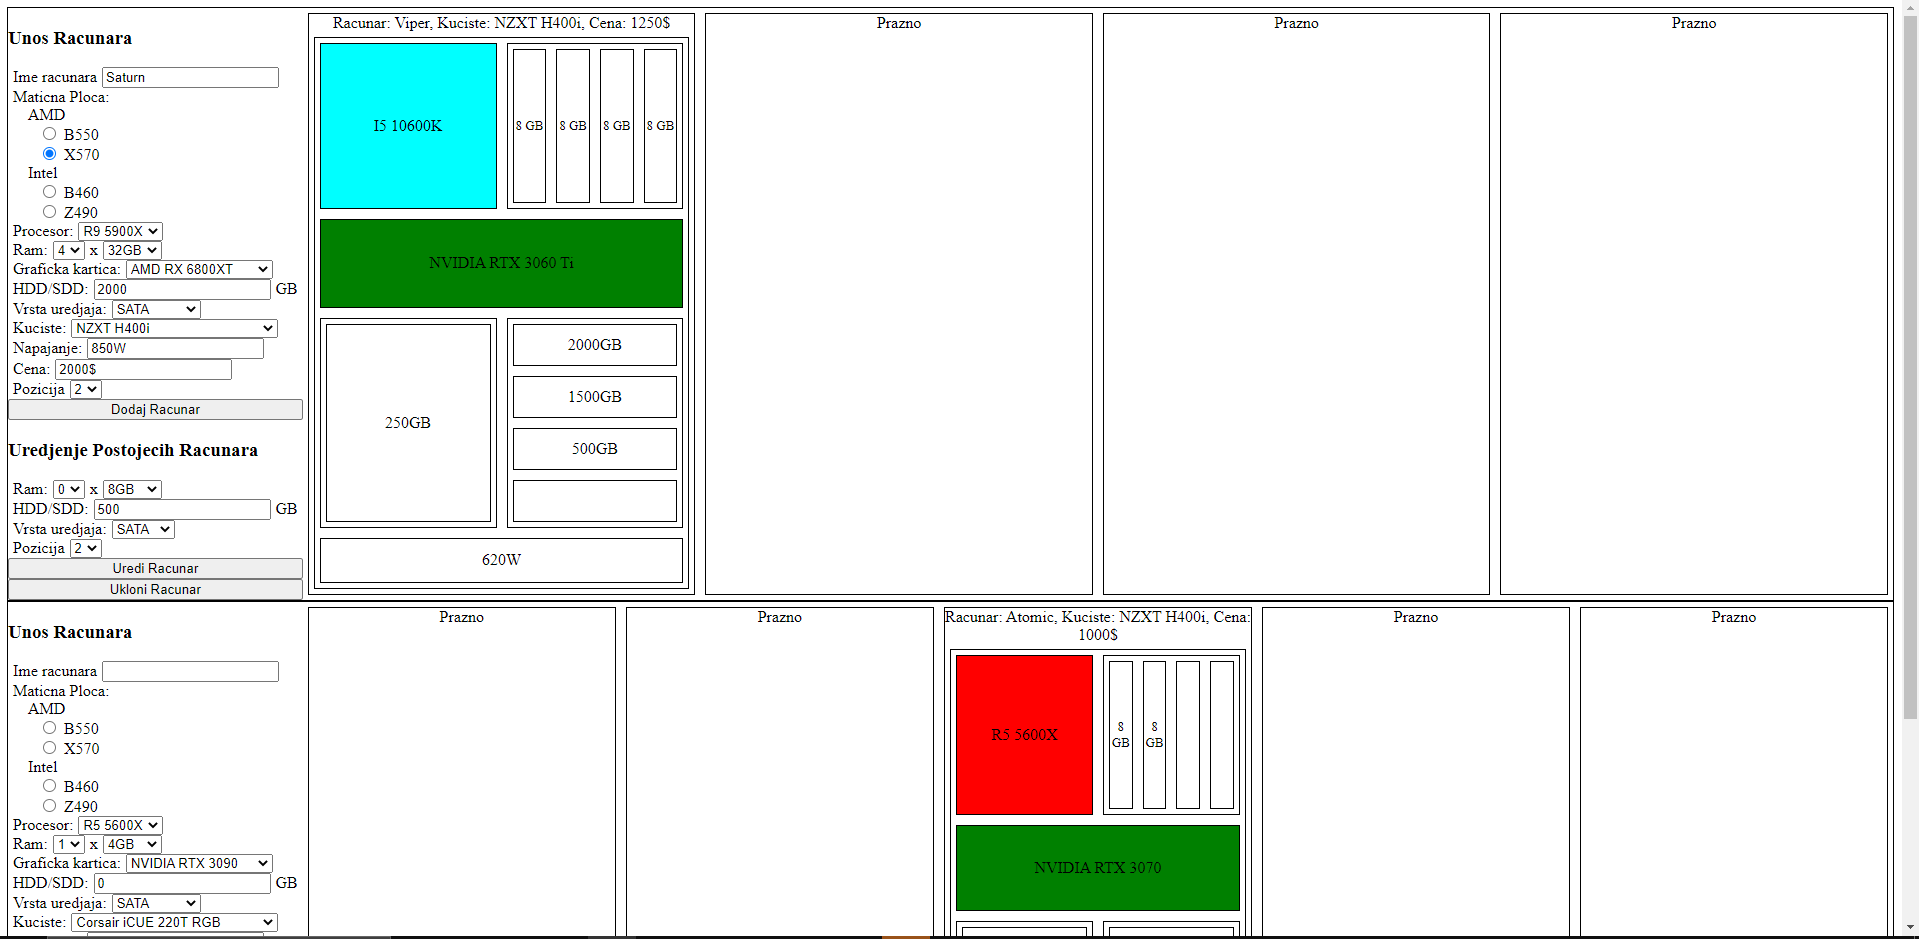 Unos Racunara
Ime racunara Saturn
Maticna Ploca:
AMD
B550
X570
Intel
B460
Z490
Procesor: R9 5900X
Ram: 4 x 32GB
Graficka kartica: AMD RX 6800XT
HDD/SDD: 2000 GB
Vrsta uredjaja: SATA
Kuciste: NZXT H400i
Napajanje: 850W
Cena: 2000$
Pozicija 2
Dodaj Racunar
Uredjenje Postojecih Racunara
Ram: 0 x 8GB
HDD/SDD: 500 GB
Vrsta uredjaja: SATA
Pozicija 2
Uredi Racunar
Ukloni Racunar
Racunar: Viper, Kuciste: NZXT H400i, Cena: 1250$
I5 10600K
8 GB 8 GB 8 GB 8 GB
NVIDIA RTX 3060 Ti
250GB
2000GB
1500GB
500GB
620W
Prazno
Prazno
Prazno
Unos Racunara
Ime racunara
Maticna Ploca:
AMD
B550
X570
Intel
B460
Z490
Procesor: R5 5600X
Ram: 1 x 4GB
Graficka kartica: NVIDIA RTX 3090
HDD/SDD: 0 GB
Vrsta uredjaja: SATA
Kuciste: Corsair iCUE 220T RGB
Prazno
Prazno
Racunar: Atomic, Kuciste: NZXT H400i, Cena:
1000$
R5 5600X
8 GB
8 GB
NVIDIA RTX 3070
Prazno
Prazno